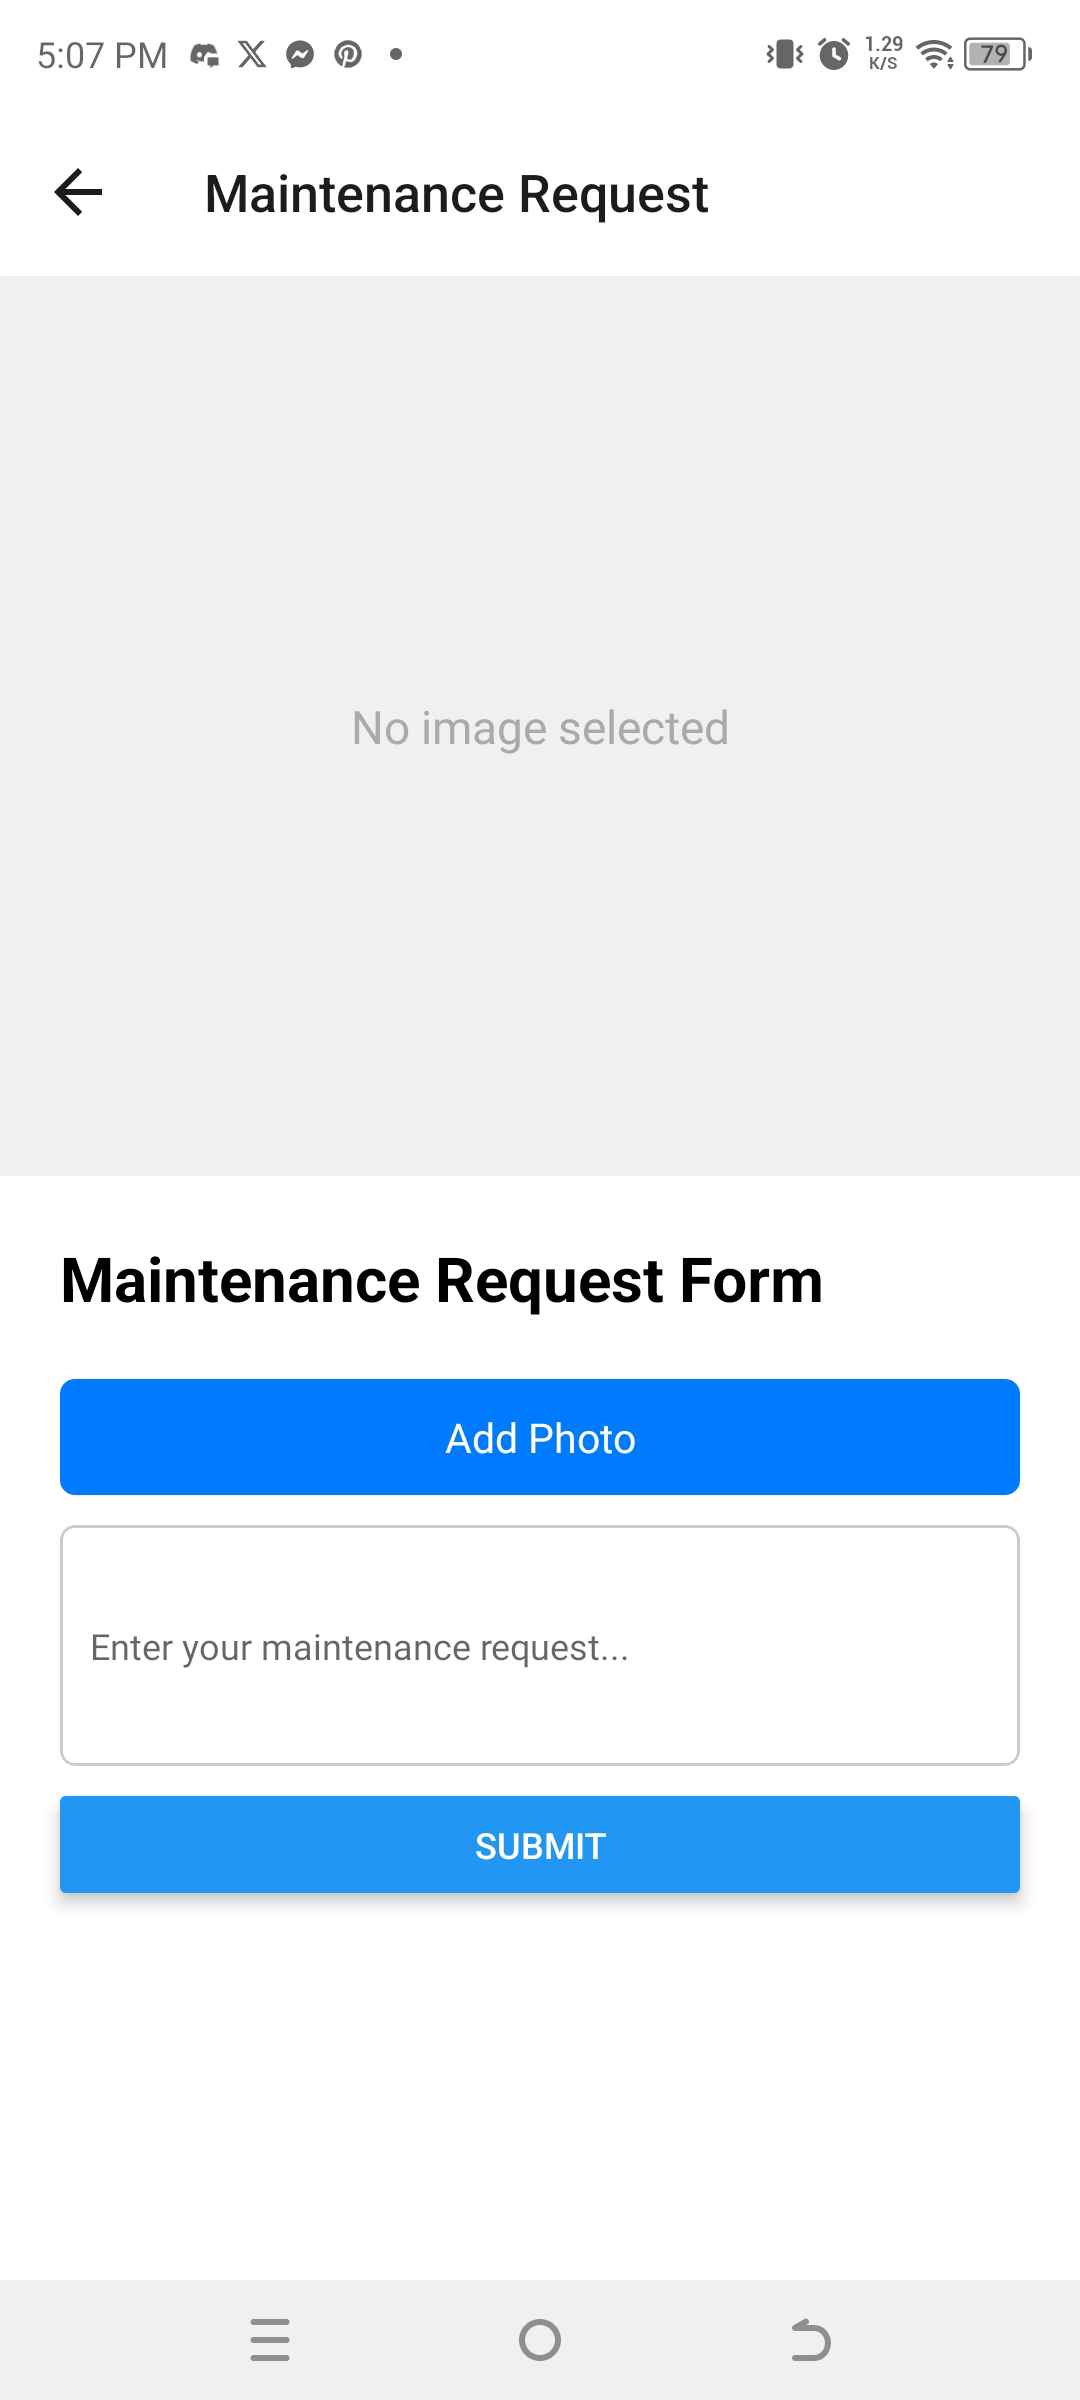 5:07 PM
1.29
K/S
79
Maintenance Request
No image selected
Maintenance Request Form
Add Photo
Enter your maintenance request...
SUBMIT